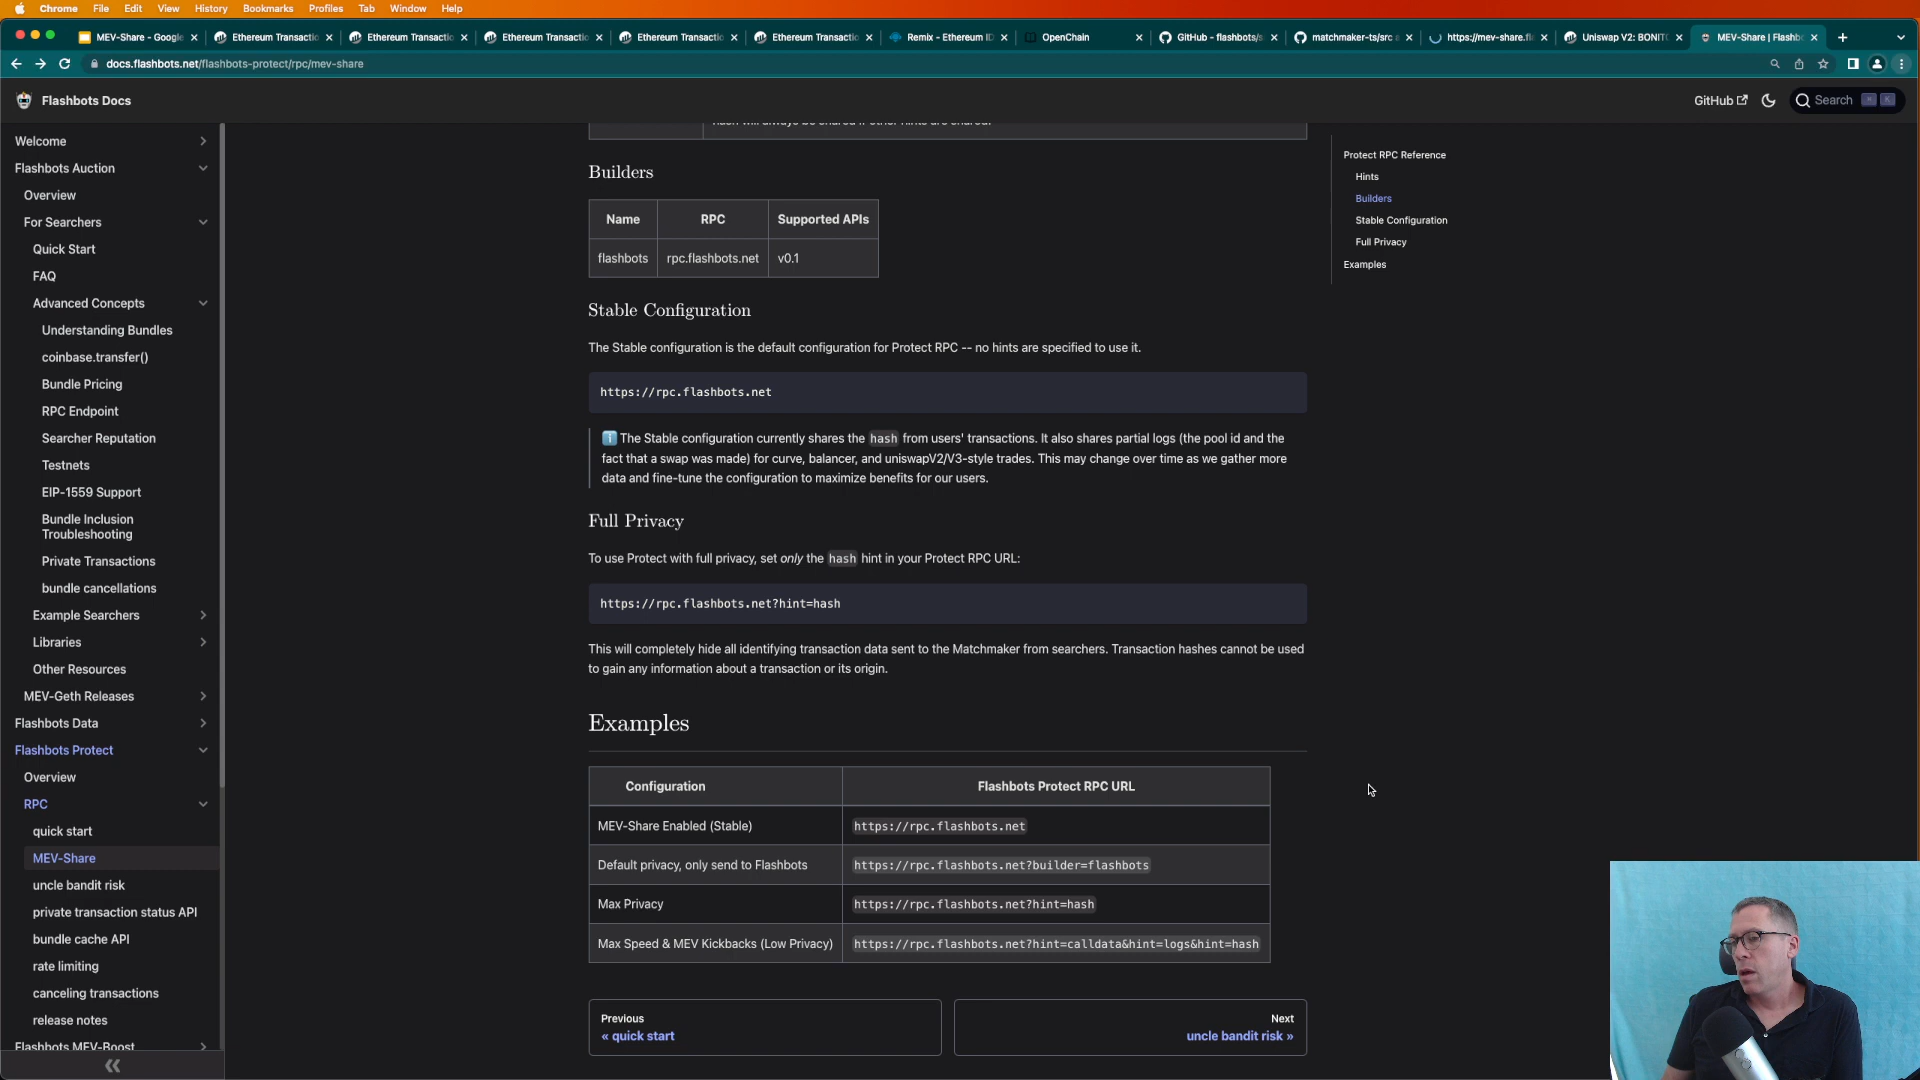 Chrome File Edit View History Bookmarks Profiles Tab Window Help
MEV-Share - Google
Ethereum Transactio
Ethereum Transactio
Ethereum Transactio
Ethereum Transactio
Ethereum Transactio
Remix - Ethereum ID
OpenChain
GitHub - flashbots/s
matchmaker-ts/src
https://mev-share.fl
Uniswap V2: BONIT
MEV-Share | Flashb
docs.flashbots.net/flashbots-protect/rpc/mev-share
Flashbots Docs
GitHub
Search
K
Welcome
Flashbots Auction
Overview
For Searchers
Quick Start
FAQ
Advanced Concepts
Understanding Bundles
coinbase.transfer()
Bundle Pricing
RPC Endpoint
Searcher Reputation
Testnets
EIP-1559 Support
Bundle Inclusion
Troubleshooting
Private Transactions
bundle cancellations
Example Searchers
Libraries
Other Resources
MEV-Geth Releases
Flashbots Data
Flashbots Protect
Overview
RPC
quick start
MEV-Share
uncle bandit risk
private transaction status API
bundle cache API
rate limiting
canceling transactions
release notes
Flashbots MEV-Boost
hash will always be shared if other hints are shared.
Builders
Name RPC Supported APIs
flashbots rpc.flashbots.net v0.1
Stable Configuration
The Stable configuration is the default configuration for Protect RPC -- no hints are specified to use it.
https://rpc.flashbots.net
The Stable configuration currently shares the hash from users' transactions. It also shares partial logs (the pool id and the
fact that a swap was made) for curve, balancer, and uniswapV2/V3-style trades. This may change over time as we gather more
data and fine-tune the configuration to maximize benefits for our users.
Full Privacy
To use Protect with full privacy, set only the hash hint in your Protect RPC URL:
https://rpc.flashbots.net?hint=hash
This will completely hide all identifying transaction data sent to the Matchmaker from searchers. Transaction hashes cannot be used
to gain any information about a transaction or its origin.
Examples
Configuration Flashbots Protect RPC URL
MEV-Share Enabled (Stable) https://rpc.flashbots.net
Default privacy, only send to Flashbots https://rpc.flashbots.net?builder=flashbots
Max Privacy https://rpc.flashbots.net?hint=hash
Max Speed & MEV Kickbacks (Low Privacy) https://rpc.flashbots.net?hint=calldata&hint=logs&hint=hash
Previous
« quick start
Next
uncle bandit risk »
Protect RPC Reference
Hints
Builders
Stable Configuration
Full Privacy
Examples